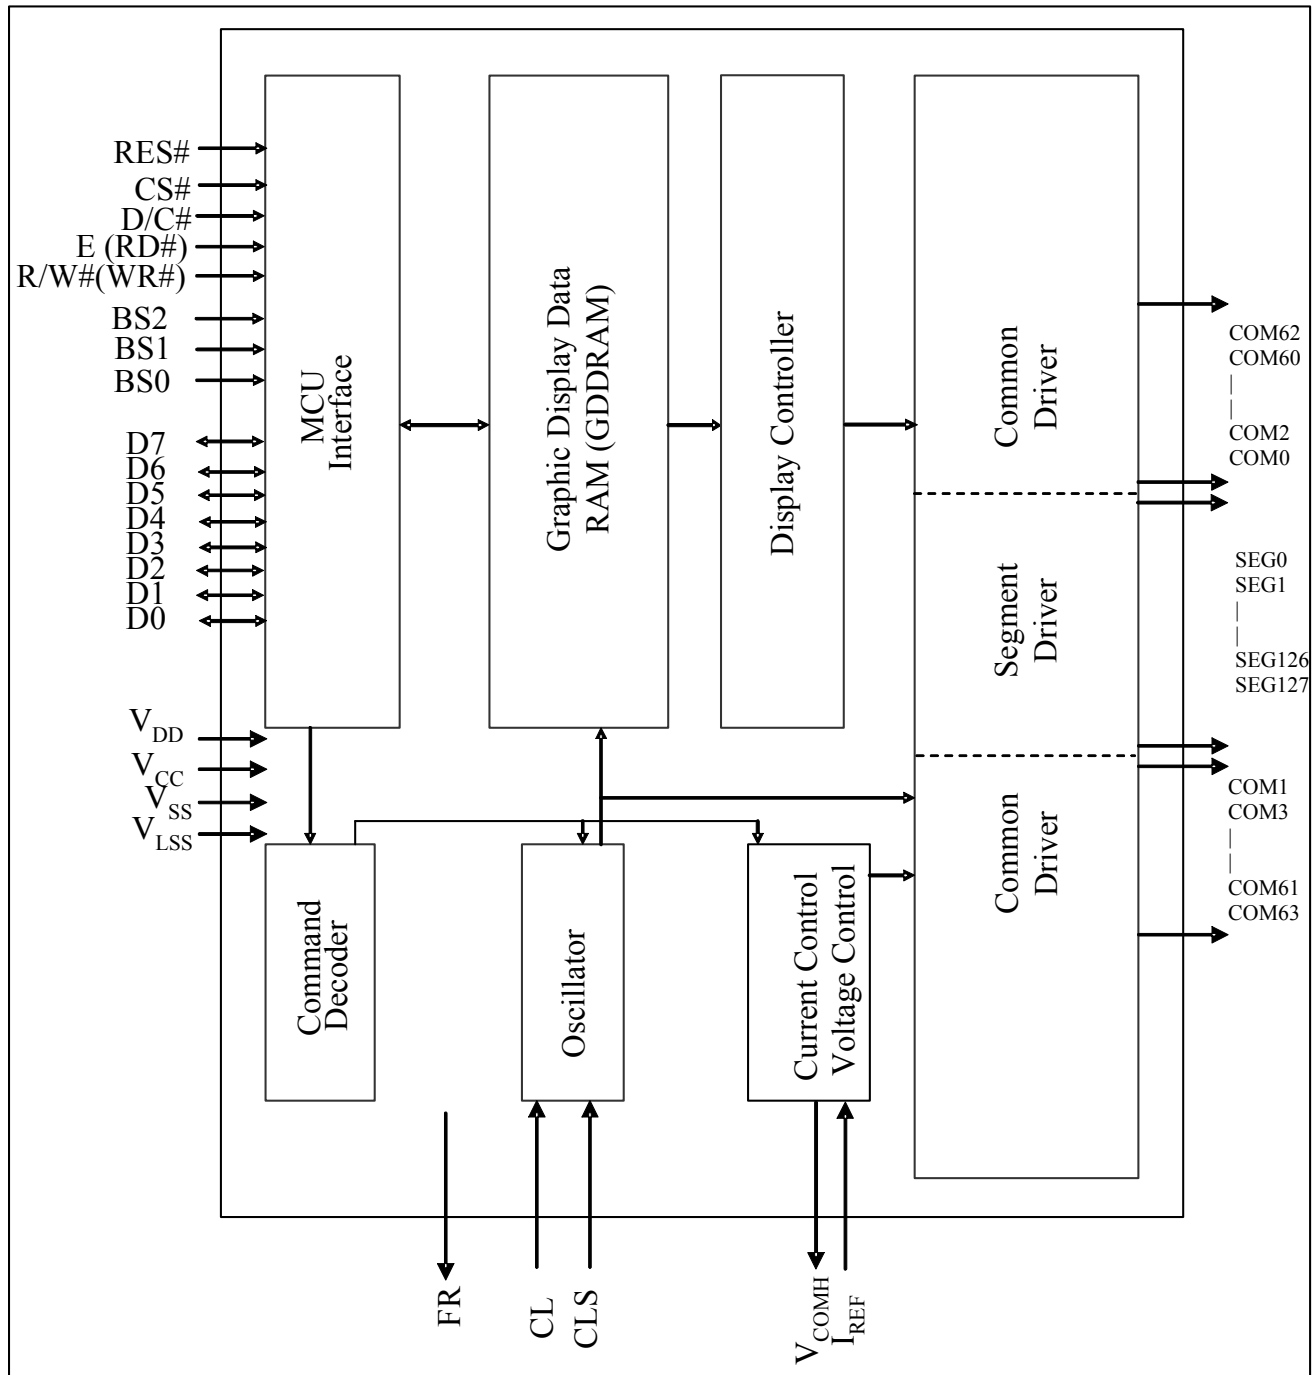 RES#
CS#
D/C#
E (RD#)
R/W#(WR#)
BS2
BS1
BS0
D7
D6
D5
D4
D3
D2
D1
D0
VDD
VCC
VSS
VLSS
MCU
Interface
Graphic Display Data
RAM (GDDRAM)
Display Controller
Common
Driver
Segment
Driver
Common
Driver
COM62
COM60
|
|
COM2
COM0
SEG0
SEG1
|
|
SEG126
SEG127
COM1
COM3
|
|
COM61
COM63
Command
Decoder
Oscillator
Current Control
Voltage Control
FR
CL
CLS
VCOMH
IREF